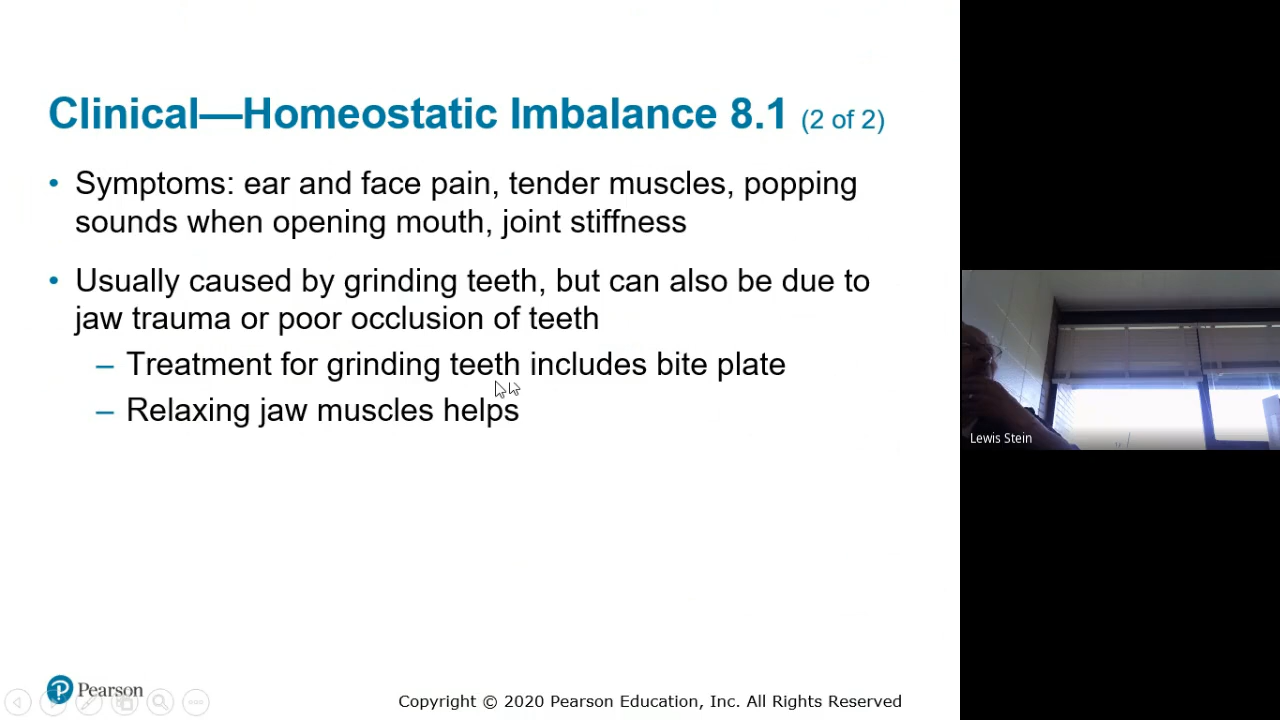 Clinical—Homeostatic Imbalance 8.1 (2 of 2)
• Symptoms: ear and face pain, tender muscles, popping
sounds when opening mouth, joint stiffness
• Usually caused by grinding teeth, but can also be due to
jaw trauma or poor occlusion of teeth
– Treatment for grinding teeth includes bite plate
– Relaxing jaw muscles helps
Lewis Stein
Pearson
Copyright © 2020 Pearson Education, Inc. All Rights Reserved